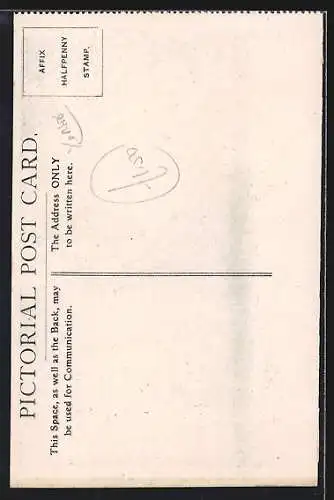 PICTORIAL POST CARD.
This Space, as well as the Back, may
be used for Communication.
The Address ONLY
to be written here.
AFFIX
HALFPENNY
STAMP.